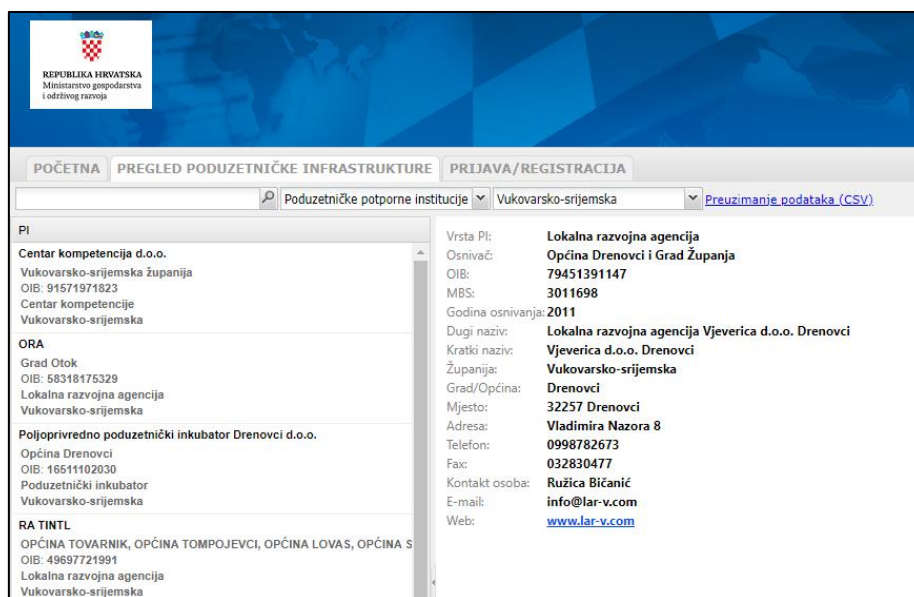 REPUBLIKA HRVATSKA
Ministarstvo gospodarstva
i održivog razvoja
POČETNA PREGLED PODUZETNIČKE INFRASTRUKTURE PRIJAVA/REGISTRACIJA
Poduzetničke potporne institucije Vukovarsko-srijemska Preuzimanje podataka (CSV)
PI
Centar kompetencija d.o.o.
Vukovarsko-srijemska županija
OIB: 91571971823
Centar kompetencije
Vukovarsko-srijemska
ORA
Grad Otok
OIB: 58318175329
Lokalna razvojna agencija
Vukovarsko-srijemska
Poljoprivredno poduzetnički inkubator Drenovci d.o.o.
Općina Drenovci
OIB: 16511102030
Poduzetnički inkubator
Vukovarsko-srijemska
RA TINTL
OPĆINA TOVARNIK, OPĆINA TOMPOJEVCI, OPĆINA LOVAS, OPĆINA S
OIB: 49697721991
Lokalna razvojna agencija
Vukovarsko-srijemska
Vrsta PI: Lokalna razvojna agencija
Osnivač: Općina Drenovci i Grad Županja
OIB: 79451391147
MBS: 3011698
Godina osnivanja: 2011
Dugi naziv: Lokalna razvojna agencija Vjeverica d.o.o. Drenovci
Kratki naziv: Vjeverica d.o.o. Drenovci
Županija: Vukovarsko-srijemska
Grad/Općina: Drenovci
Mjesto: 32257 Drenovci
Adresa: Vladimira Nazora 8
Telefon: 0998782673
Fax: 032830477
Kontakt osoba: Ružica Bičanić
E-mail: info@lar-v.com
Web: www.lar-v.com